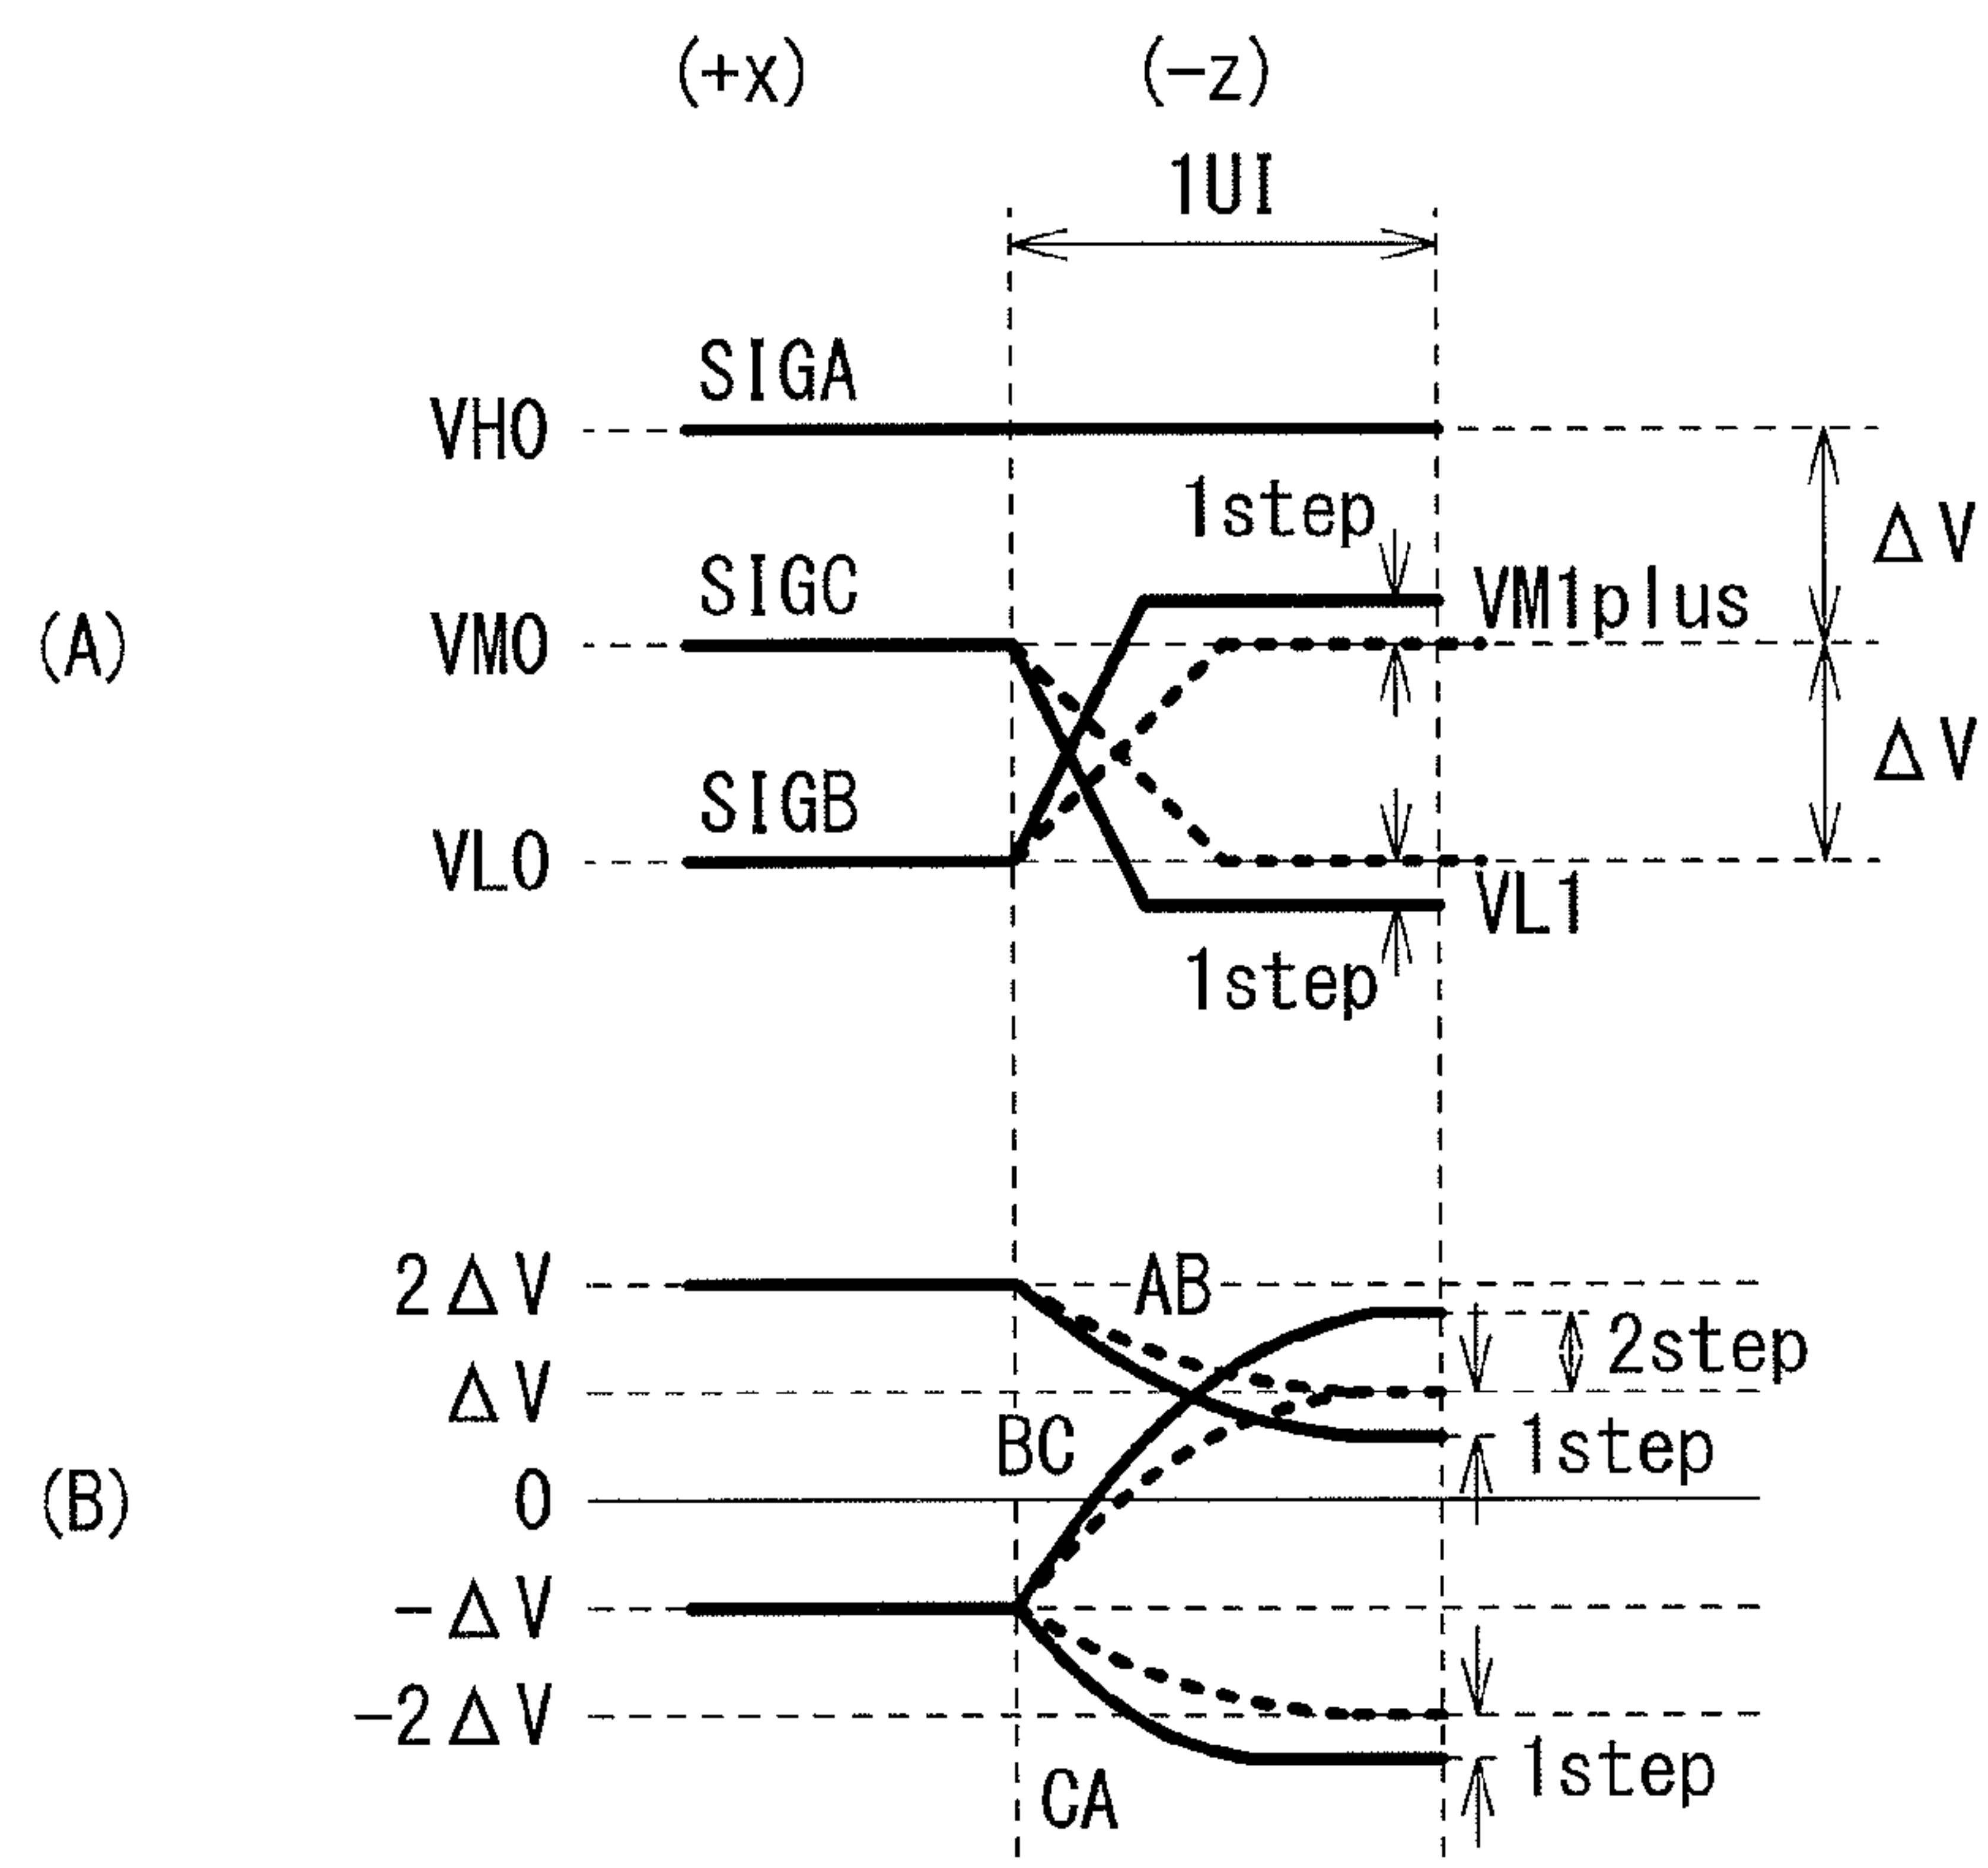 (+x) (-z)
1UI
SIGA
VH0
1step
ΔV
SIGC
VM1plus
(A)
VM0
ΔV
SIGB
VL0
VL1
1step
2ΔV
AB
2step
ΔV
BC
1step
(B)
0
-ΔV
-2ΔV
1step
CA